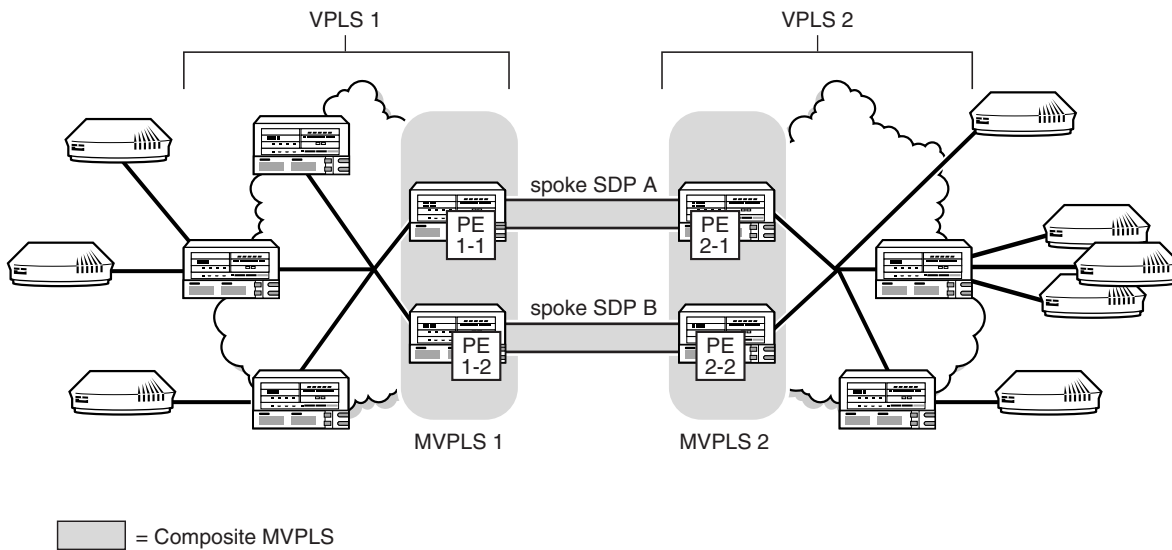 VPLS 1
VPLS 2
spoke SDP A
PE
1-1
PE
2-1
spoke SDP B
PE
1-2
PE
2-2
MVPLS 1
MVPLS 2
= Composite MVPLS